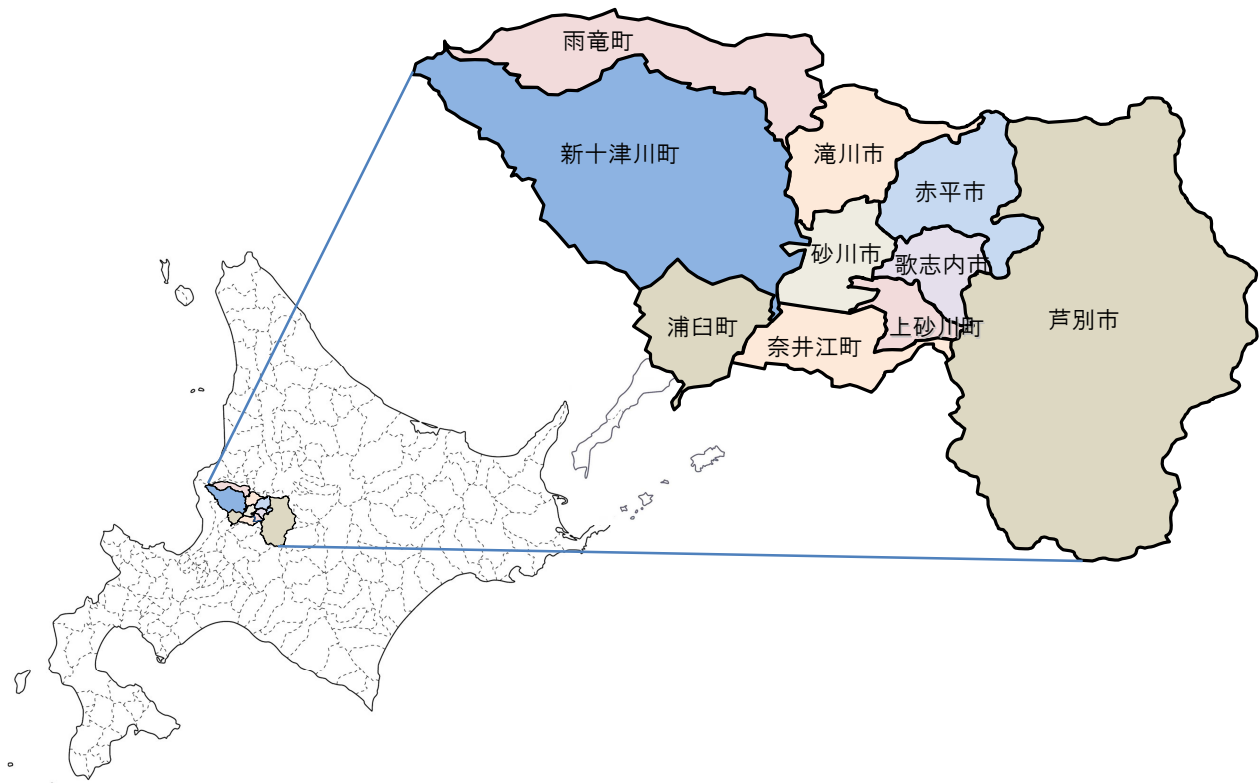 雨竜町
新十津川町
滝川市
赤平市
砂川市
歌志内市
芦別市
浦臼町
上砂川町
奈井江町